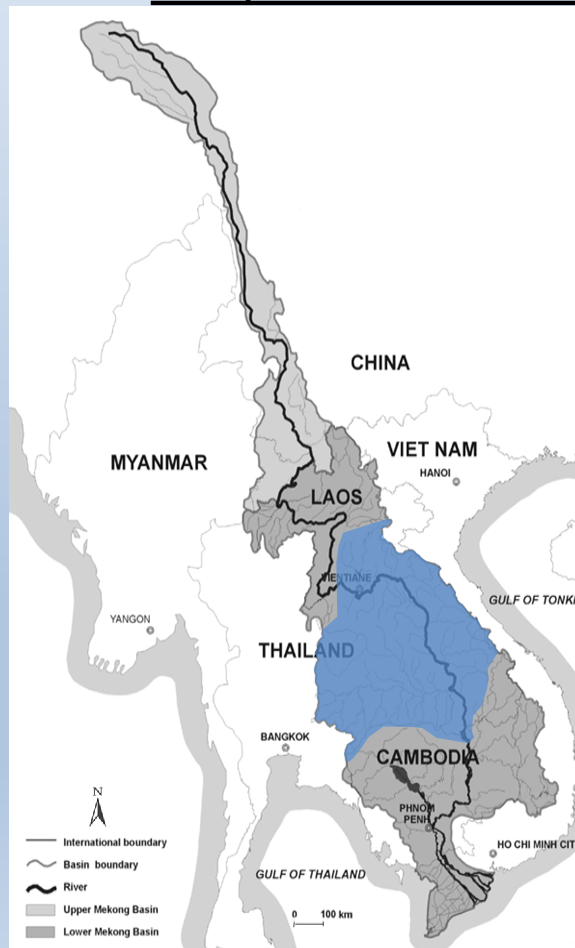 CHINA
MYANMAR
VIET NAM
HANOI
LAOS
VIENTIANE
GULF OF TONKI
YANGON
THAILAND
BANGKOK
CAMBODIA
N
PHNOM
PENH
HO CHI MINH CIT
GULF OF THAILAND
0 100 km
International boundary
Basin boundary
River
Upper Mekong Basin
Lower Mekong Basin